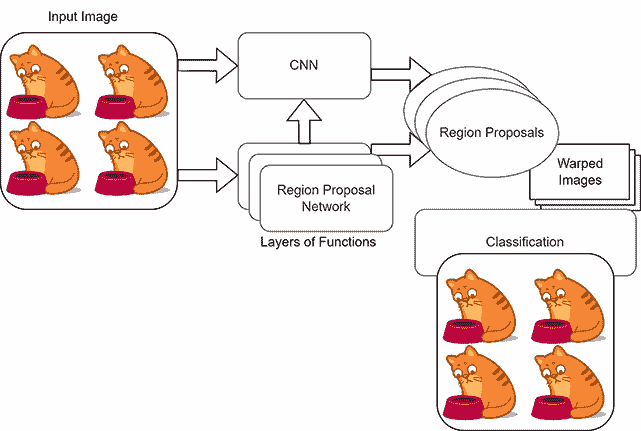 Input Image
CNN
Region Proposals
Region Proposal
Network
Layers of Functions
Warped
Images
Classification